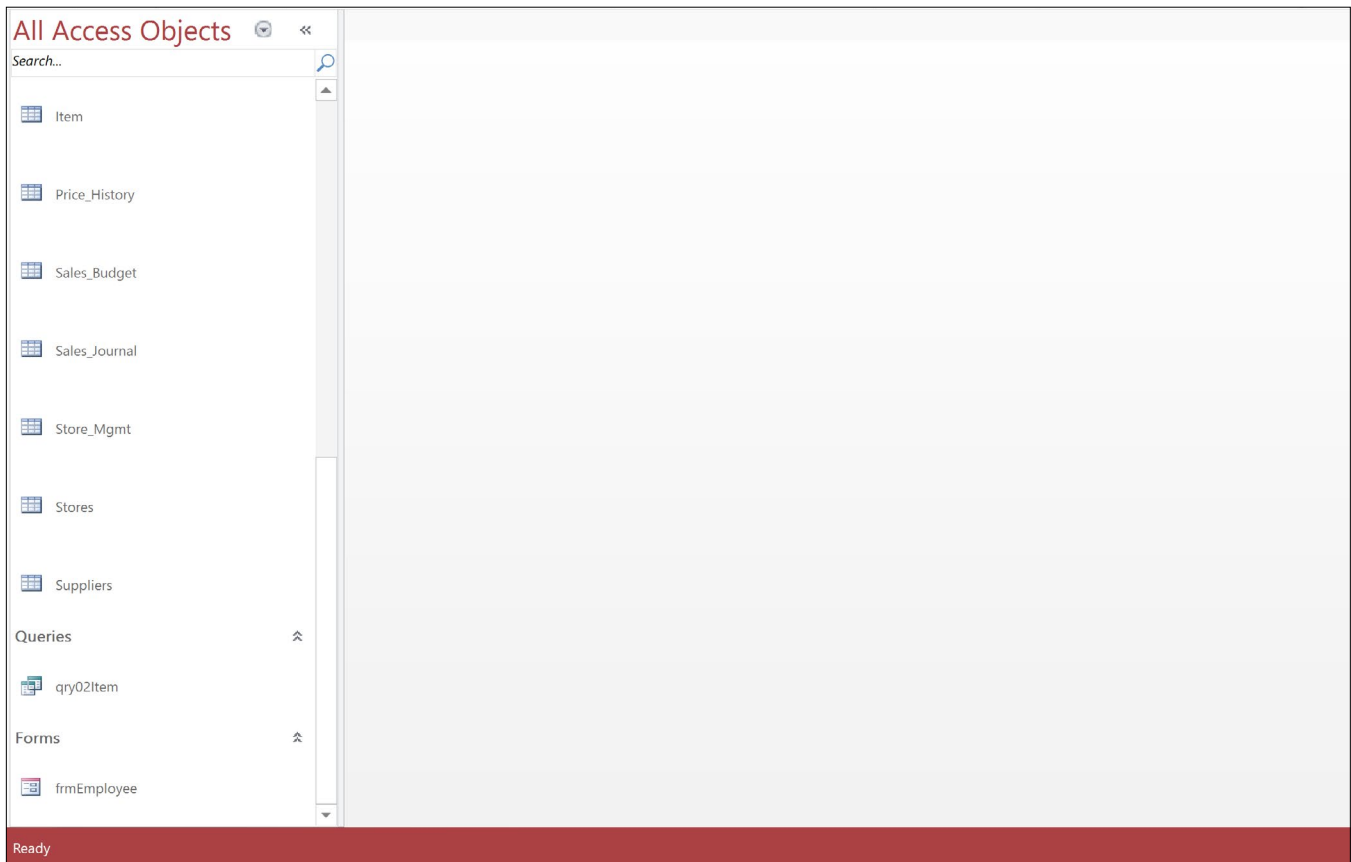 All Access Objects
Search...
Item
Price_History
Sales_Budget
Sales_Journal
Store_Mgmt
Stores
Suppliers
Queries
qry02Item
Forms
frmEmployee
Ready